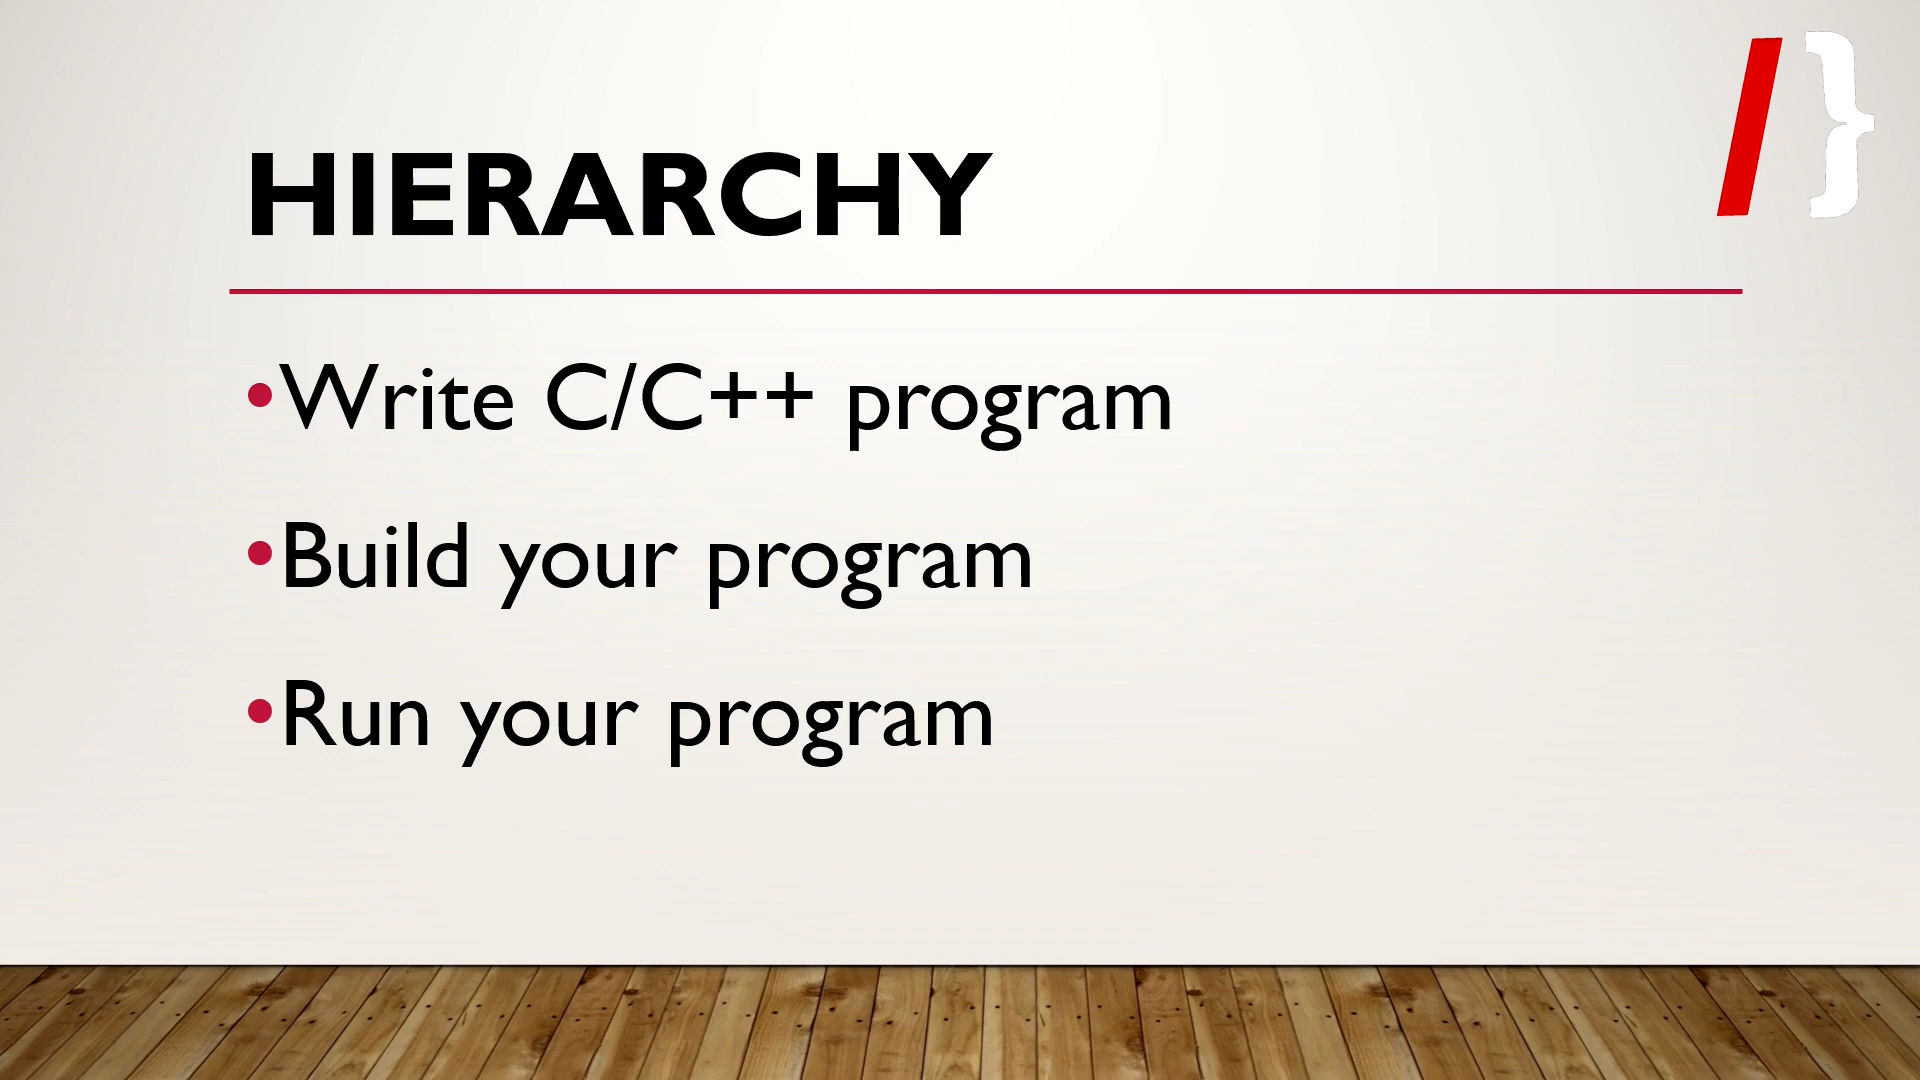 /}
HIERARCHY
•Write C/C++ program
•Build your program
•Run your program